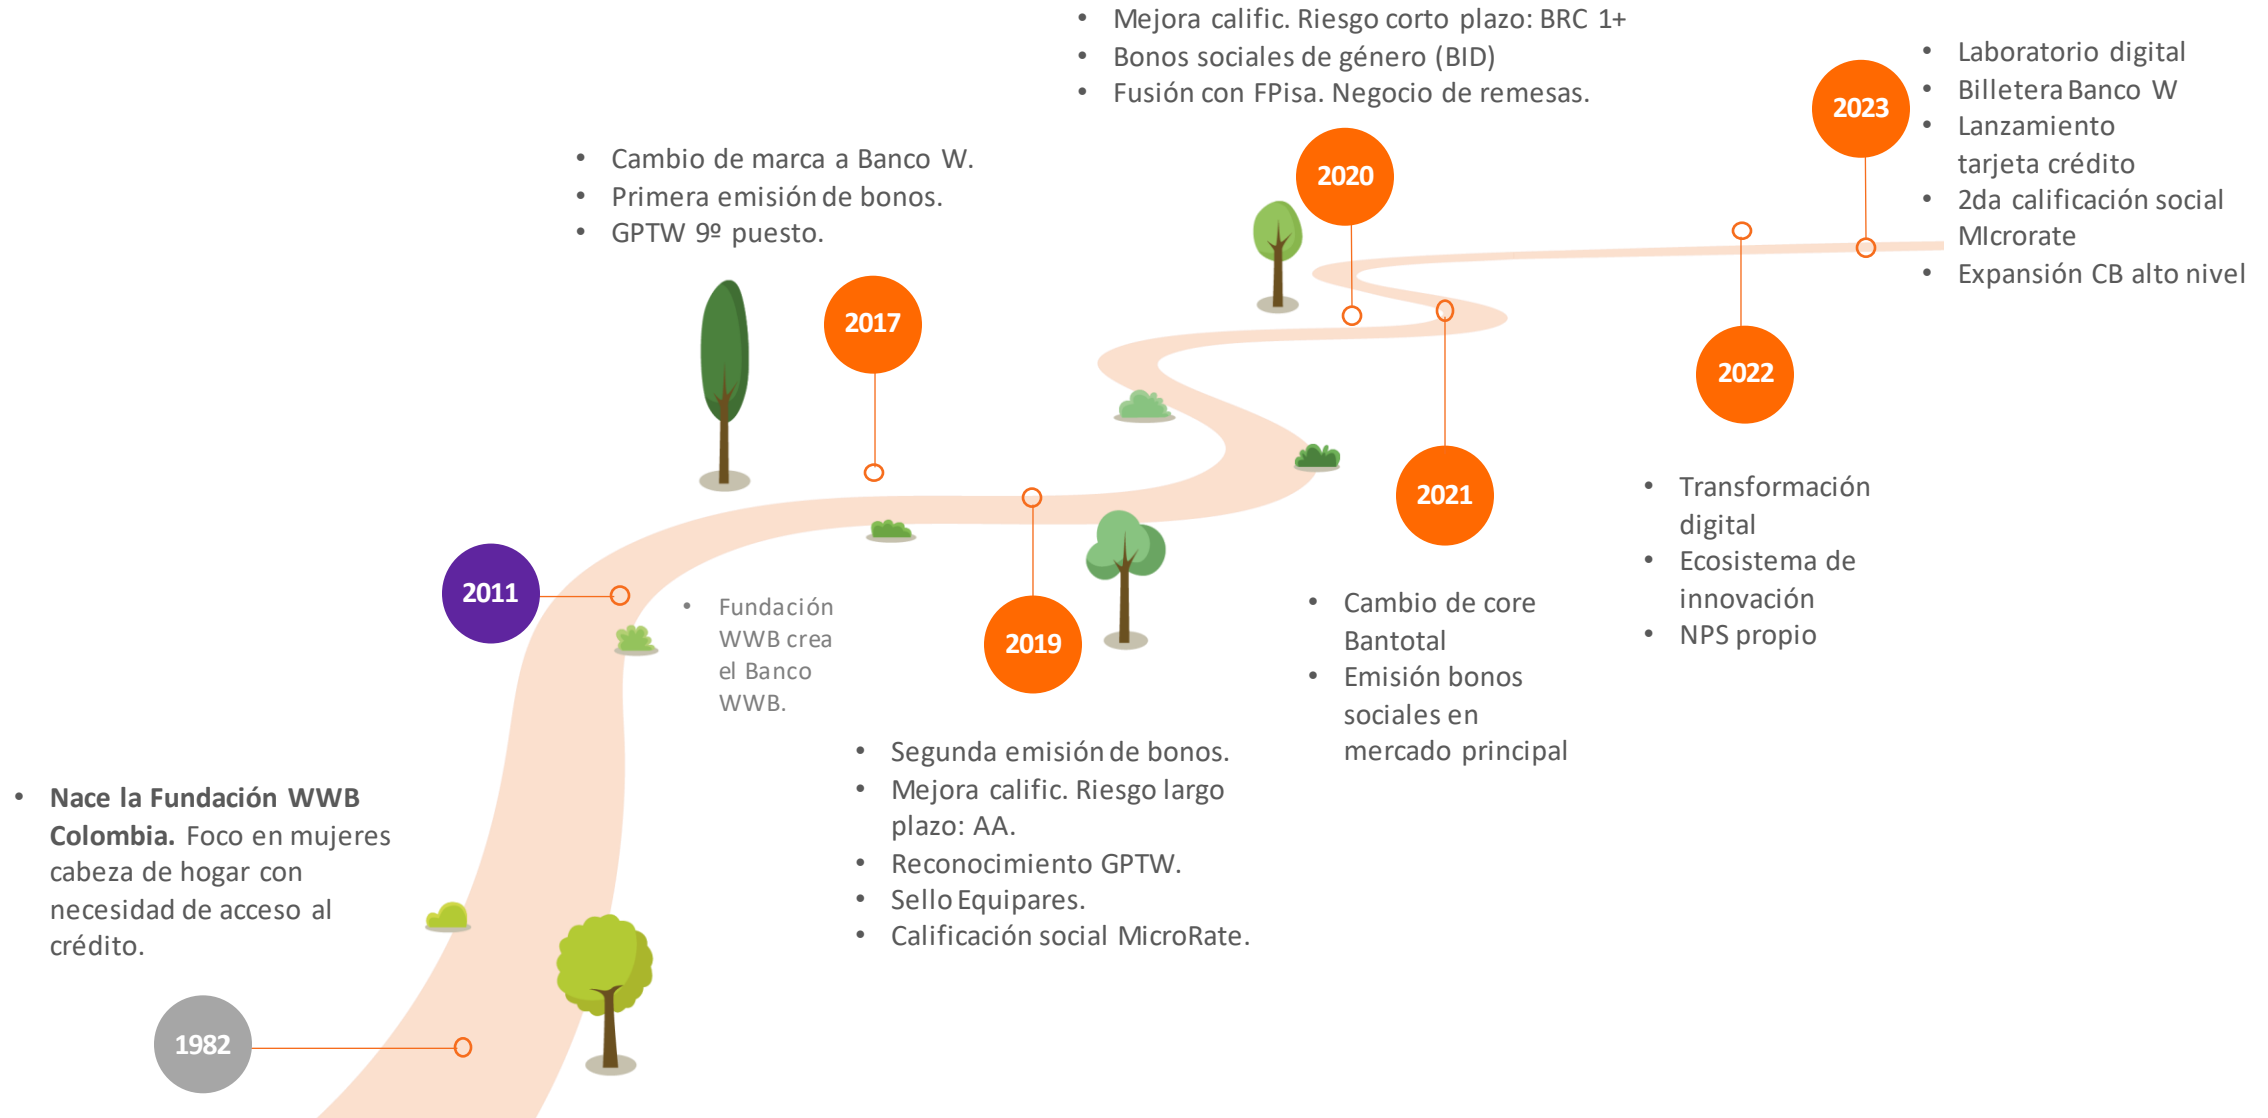 • Mejora calific. Riesgo corto plazo: BRC 1+
• Bonos sociales de género (BID)
• Fusión con FPisa. Negocio de remesas.
2020
2023
• Laboratorio digital
• Billetera Banco W
• Lanzamiento
tarjeta crédito
• 2da calificación social
MIcrorate
• Expansión CB alto nivel
• Cambio de marca a Banco W.
• Primera emisión de bonos.
• GPTW 9º puesto.
2017
2022
• Transformación
digital
• Ecosistema de
innovación
• NPS propio
2021
• Cambio de core
Bantotal
• Emisión bonos
sociales en
mercado principal
2011
• Fundación
WWB crea
el Banco
WWB.
2019
• Segunda emisión de bonos.
• Mejora calific. Riesgo largo
plazo: AA.
• Reconocimiento GPTW.
• Sello Equipares.
• Calificación social MicroRate.
• Nace la Fundación WWB
Colombia. Foco en mujeres
cabeza de hogar con
necesidad de acceso al
crédito.
1982